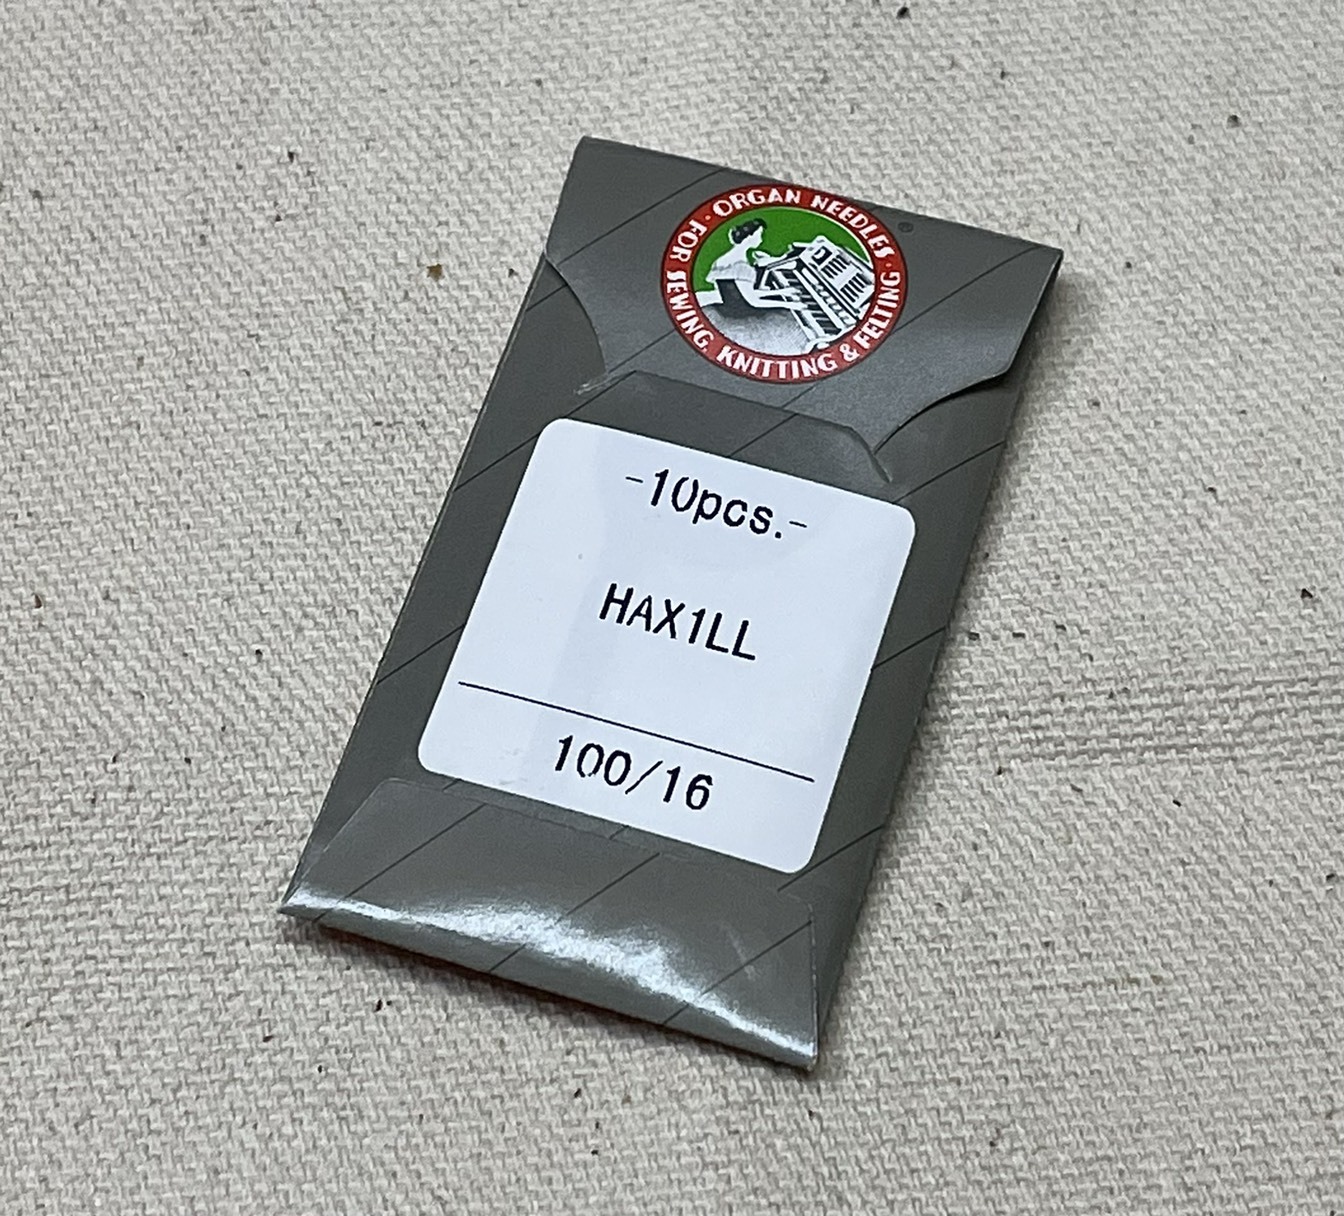 · ORGAN NEEDLES ·
FOR SEWING, KNITTING & FELTING
-10pcs.-
HAX1LL
100/16